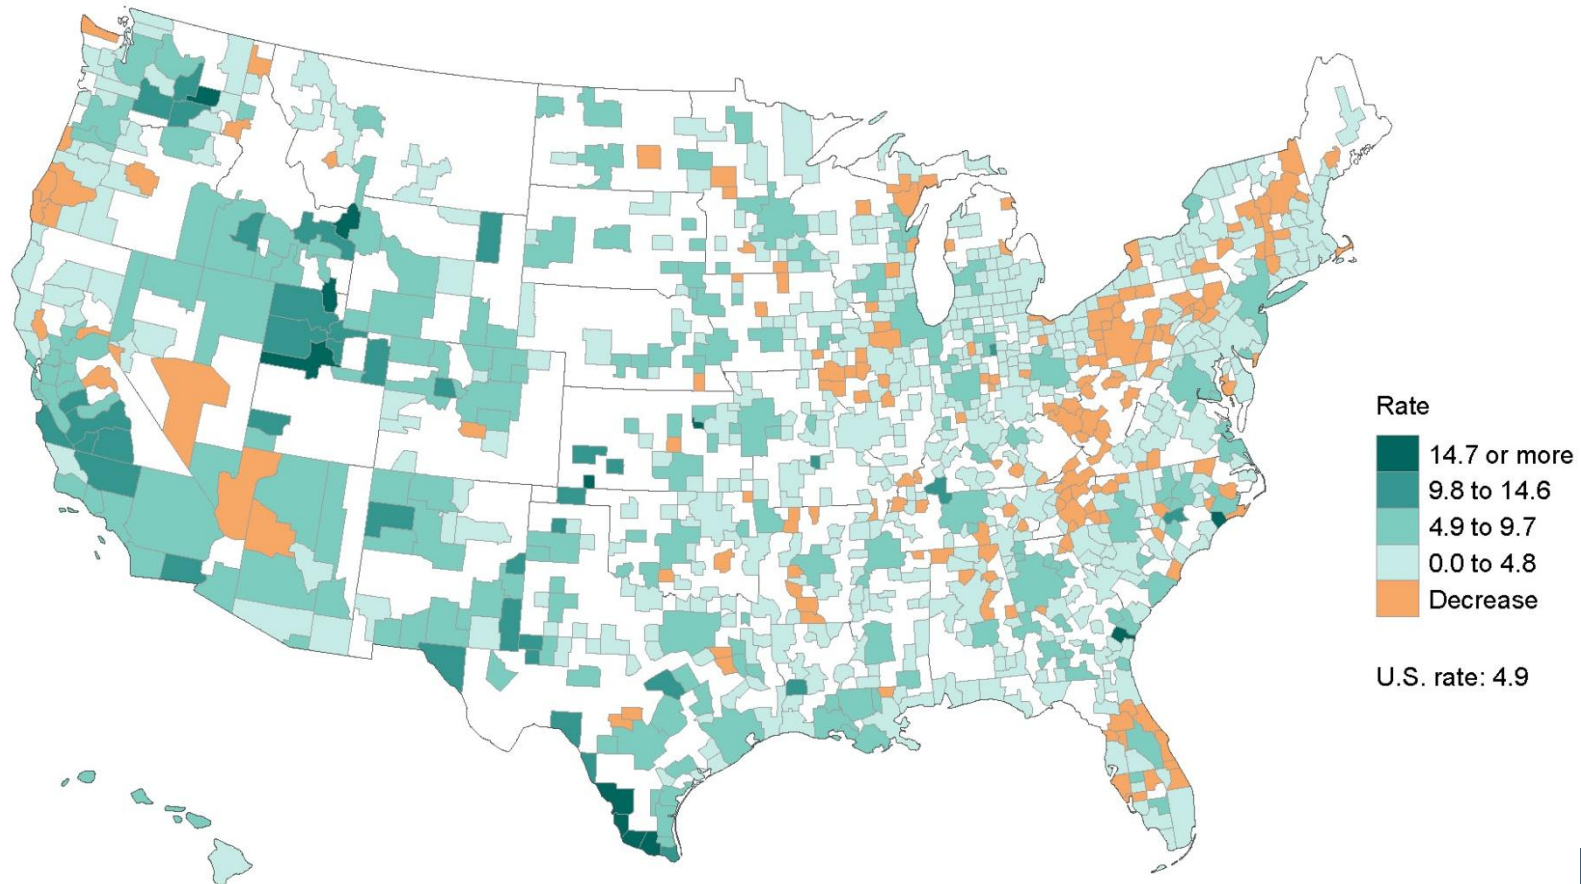 Rate
14.7 or more
9.8 to 14.6
4.9 to 9.7
0.0 to 4.8
Decrease
U.S. rate: 4.9